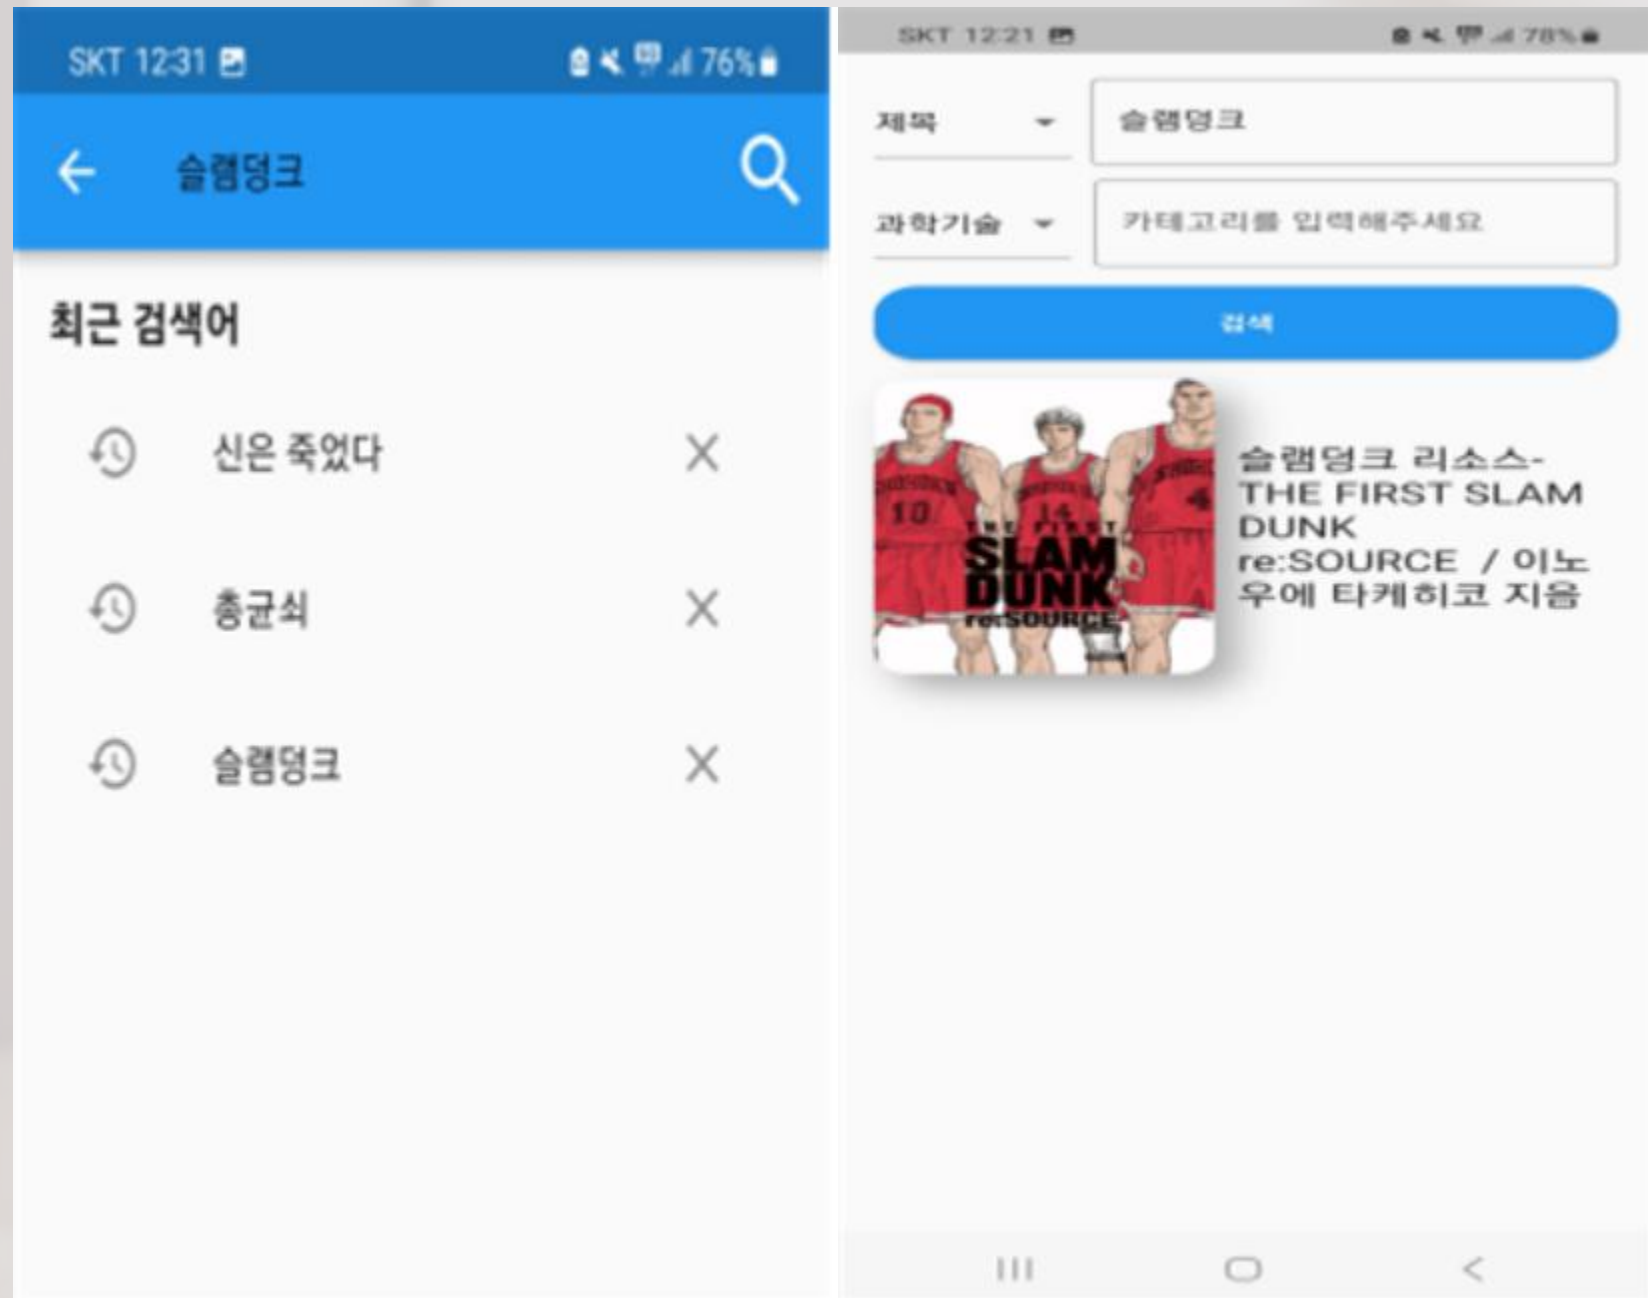 SKT 12:31
76%
슬램덩크
최근 검색어
신은 죽었다
총균쇠
슬램덩크
SKT 12:21
78%
제목
슬램덩크
과학기술
카테고리를 입력해주세요
검색
10
14
4
THE FIRST
SLAM
DUNK
re:SOURCE
슬램덩크 리소스-
THE FIRST SLAM
DUNK
re:SOURCE / 이노
우에 타케히코 지음